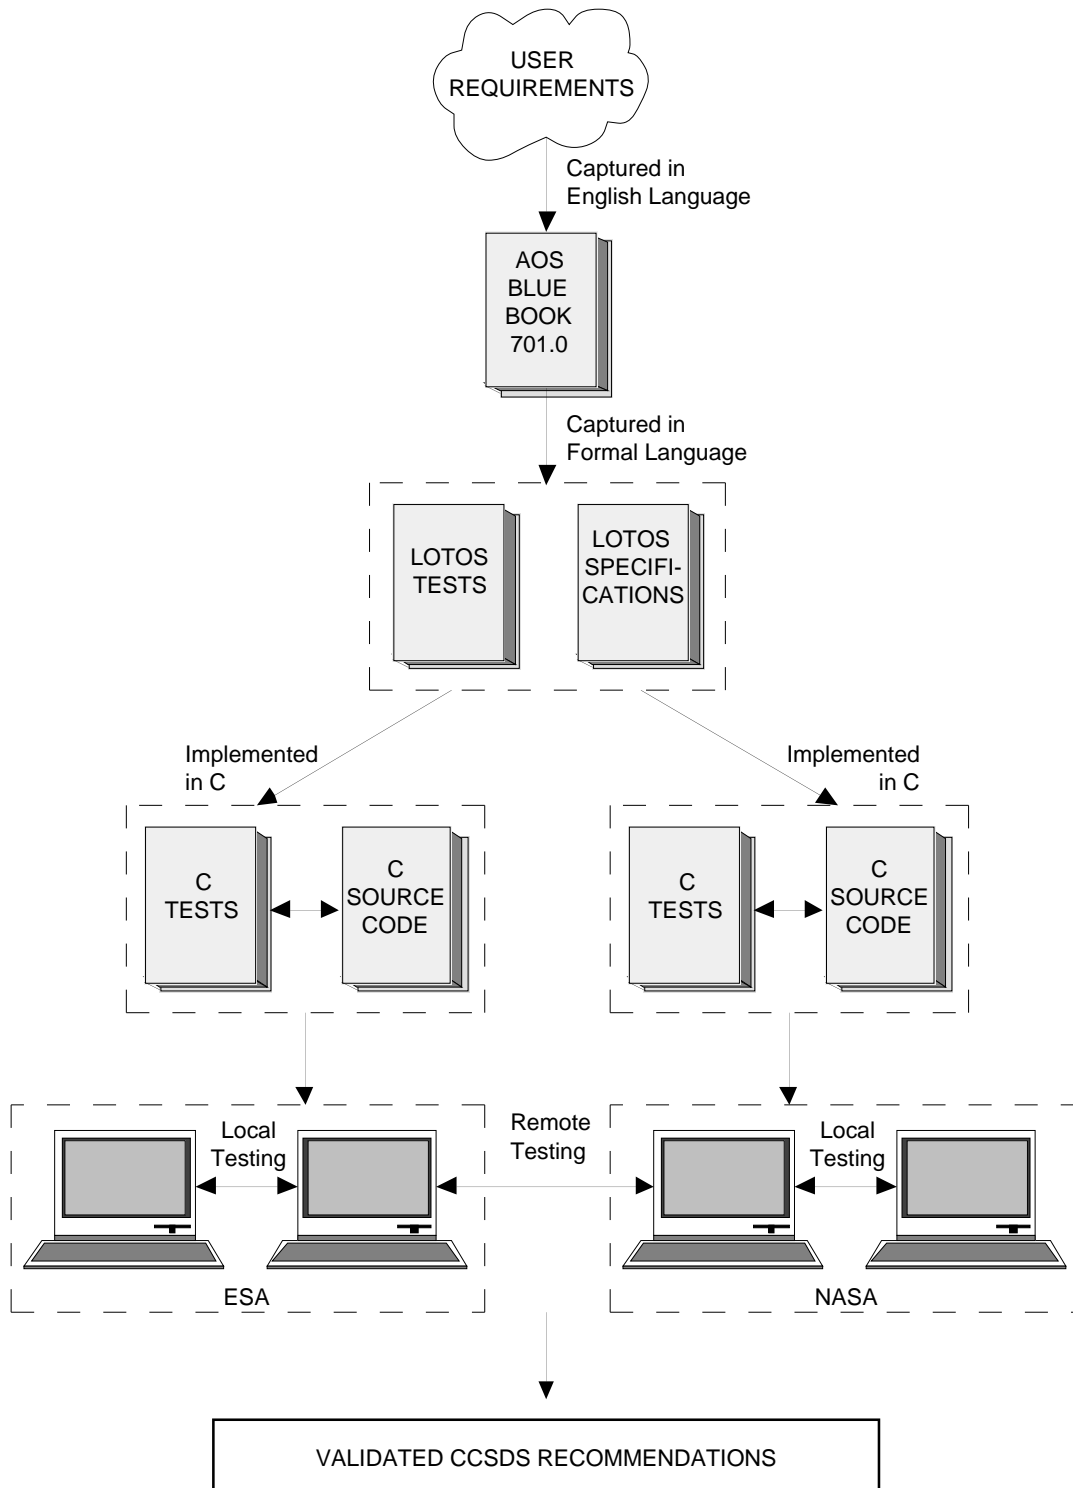 USER
REQUIREMENTS
Captured in
English Language
AOS
BLUE
BOOK
701.0
Captured in
Formal Language
LOTOS
TESTS
LOTOS
SPECIFI-
CATIONS
Implemented
in C
Implemented
in C
C
TESTS
C
SOURCE
CODE
C
TESTS
C
SOURCE
CODE
Local
Testing
Remote
Testing
Local
Testing
ESA
NASA
VALIDATED CCSDS RECOMMENDATIONS